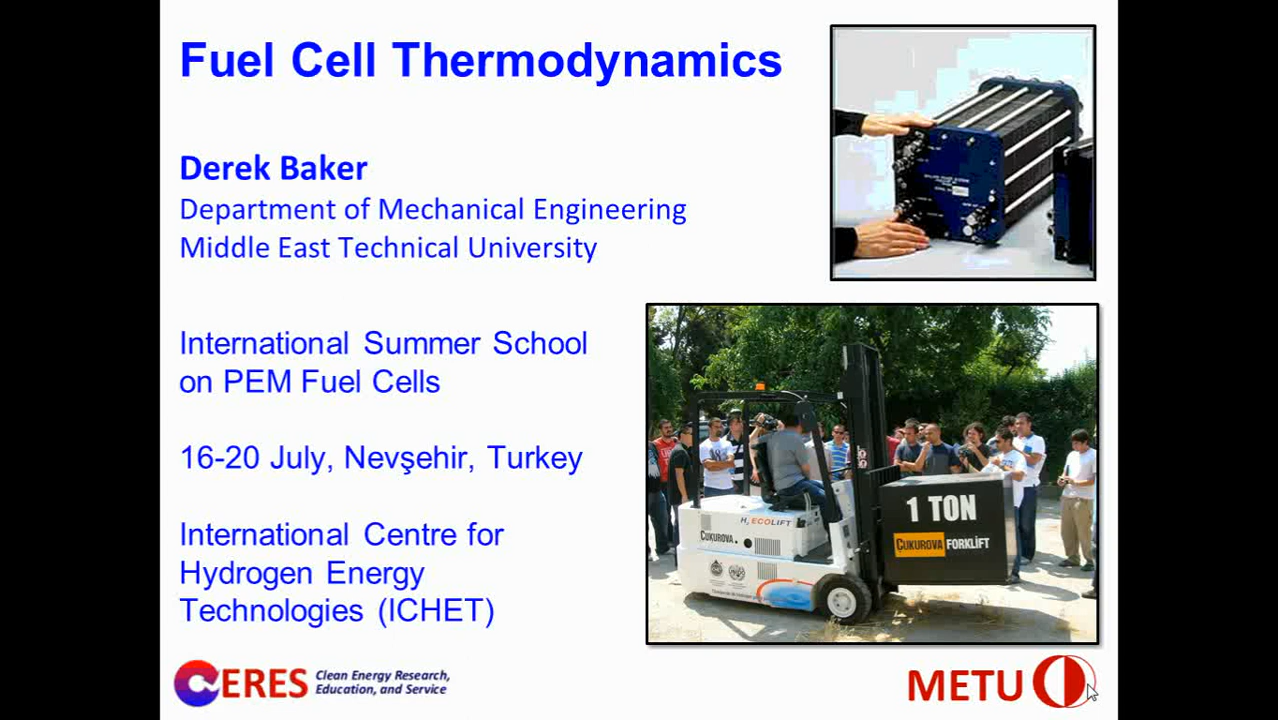 Fuel Cell Thermodynamics
Derek Baker
Department of Mechanical Engineering
Middle East Technical University
International Summer School
on PEM Fuel Cells
16-20 July, Nevşehir, Turkey
International Centre for
Hydrogen Energy
Technologies (ICHET)
H2 ECOLIFT
ÇUKUROVA
1 TON
ÇUKUROVA FORKLİFT
CERES Clean Energy Research,
Education, and Service
METU